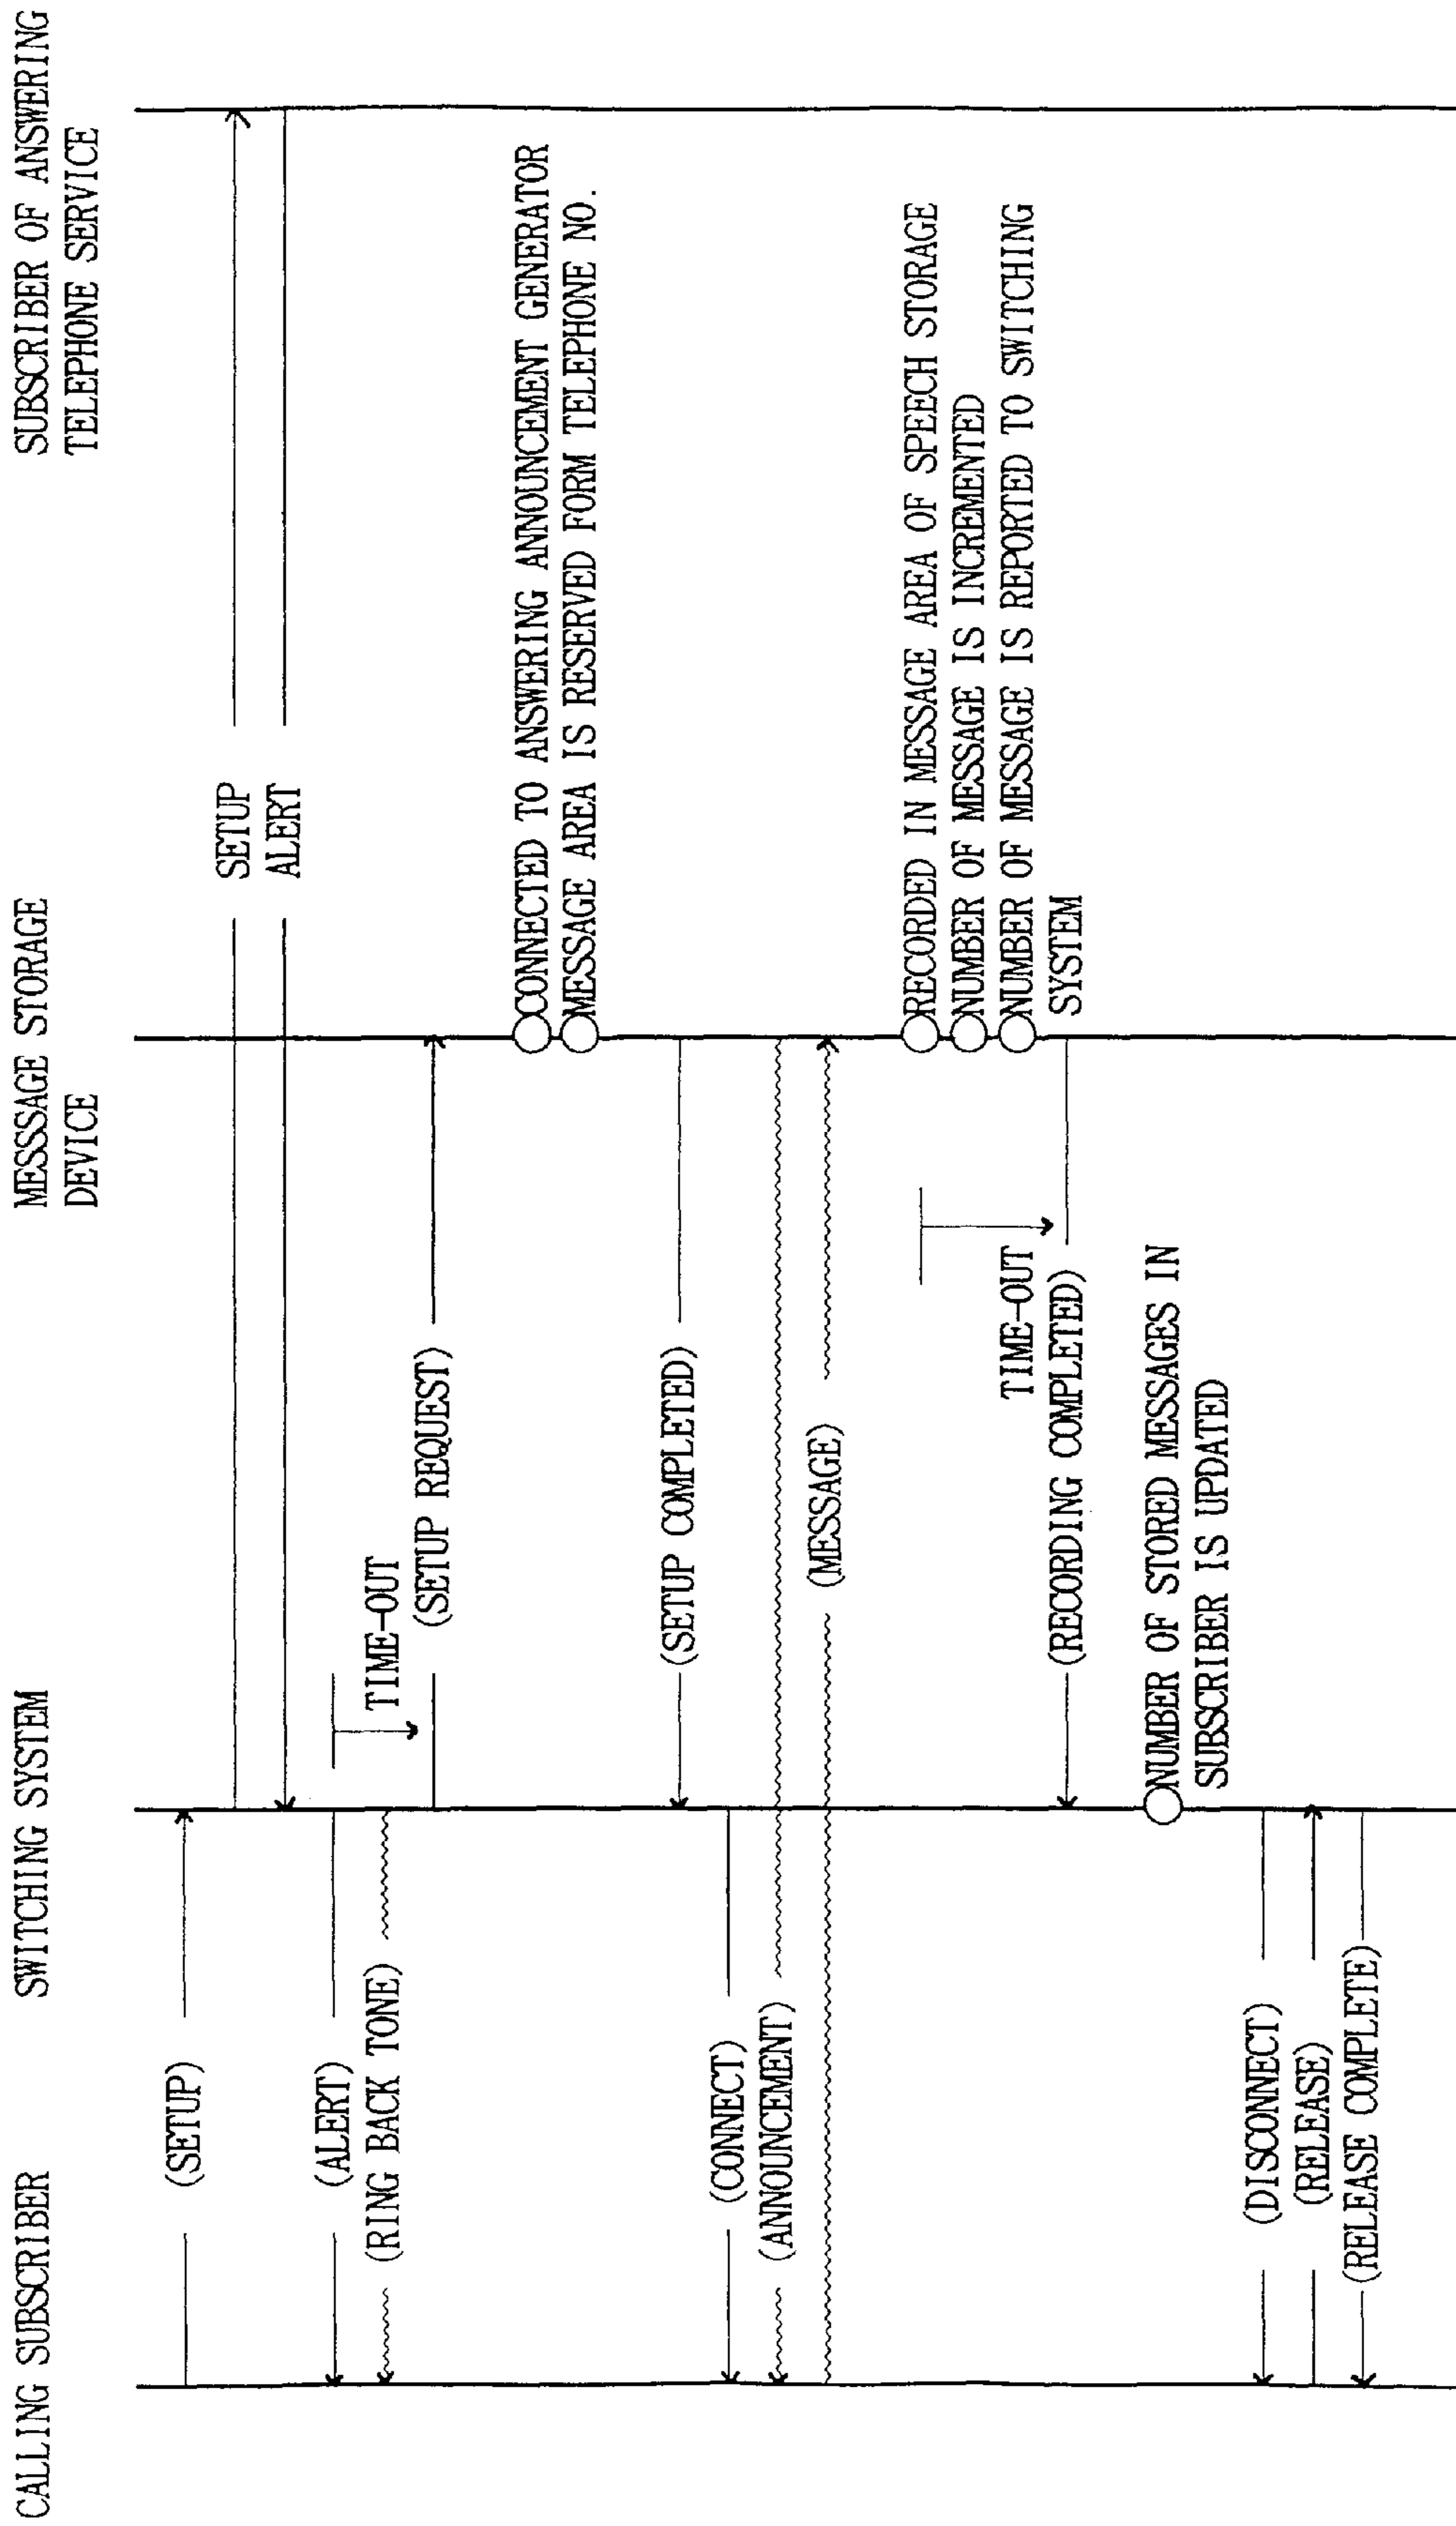 CALLING SUBSCRIBER
SWITCHING SYSTEM
MESSSAGE STORAGE
DEVICE
SUBSCRIBER OF ANSWERING
TELEPHONE SERVICE
(SETUP)
SETUP
ALERT
(ALERT)
TIME-OUT
(RING BACK TONE)
(SETUP REQUEST)
CONNECTED TO ANSWERING ANNOUNCEMENT GENERATOR
MESSAGE AREA IS RESERVED FORM TELEPHONE NO.
(SETUP COMPLETED)
(CONNECT)
(ANNOUNCEMENT)
(MESSAGE)
RECORDED IN MESSAGE AREA OF SPEECH STORAGE
NUMBER OF MESSAGE IS INCREMENTED
NUMBER OF MESSAGE IS REPORTED TO SWITCHING
SYSTEM
TIME-OUT
(RECORDING COMPLETED)
NUMBER OF STORED MESSAGES IN
SUBSCRIBER IS UPDATED
(DISCONNECT)
(RELEASE)
(RELEASE COMPLETE)